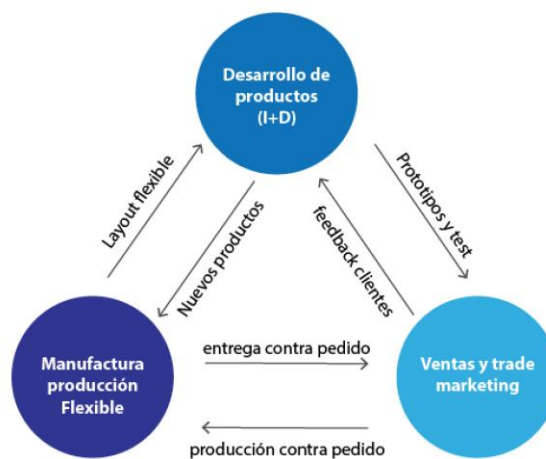 Desarrollo de
productos
(I+D)
Layout flexible
Nuevos productos
feedback clientes
Prototipos y test
Manufactura
producción
Flexible
entrega contra pedido
producción contra pedido
Ventas y trade
marketing